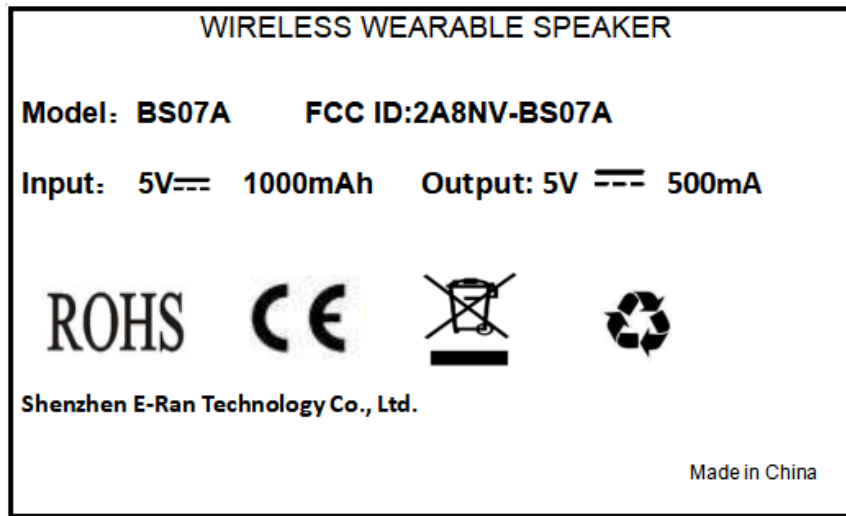 WIRELESS WEARABLE SPEAKER
Model：BS07A FCC ID:2A8NV-BS07A
Input： 5V⎓ 1000mAh Output: 5V ⎓ 500mA
ROHS CE
Shenzhen E-Ran Technology Co., Ltd.
Made in China